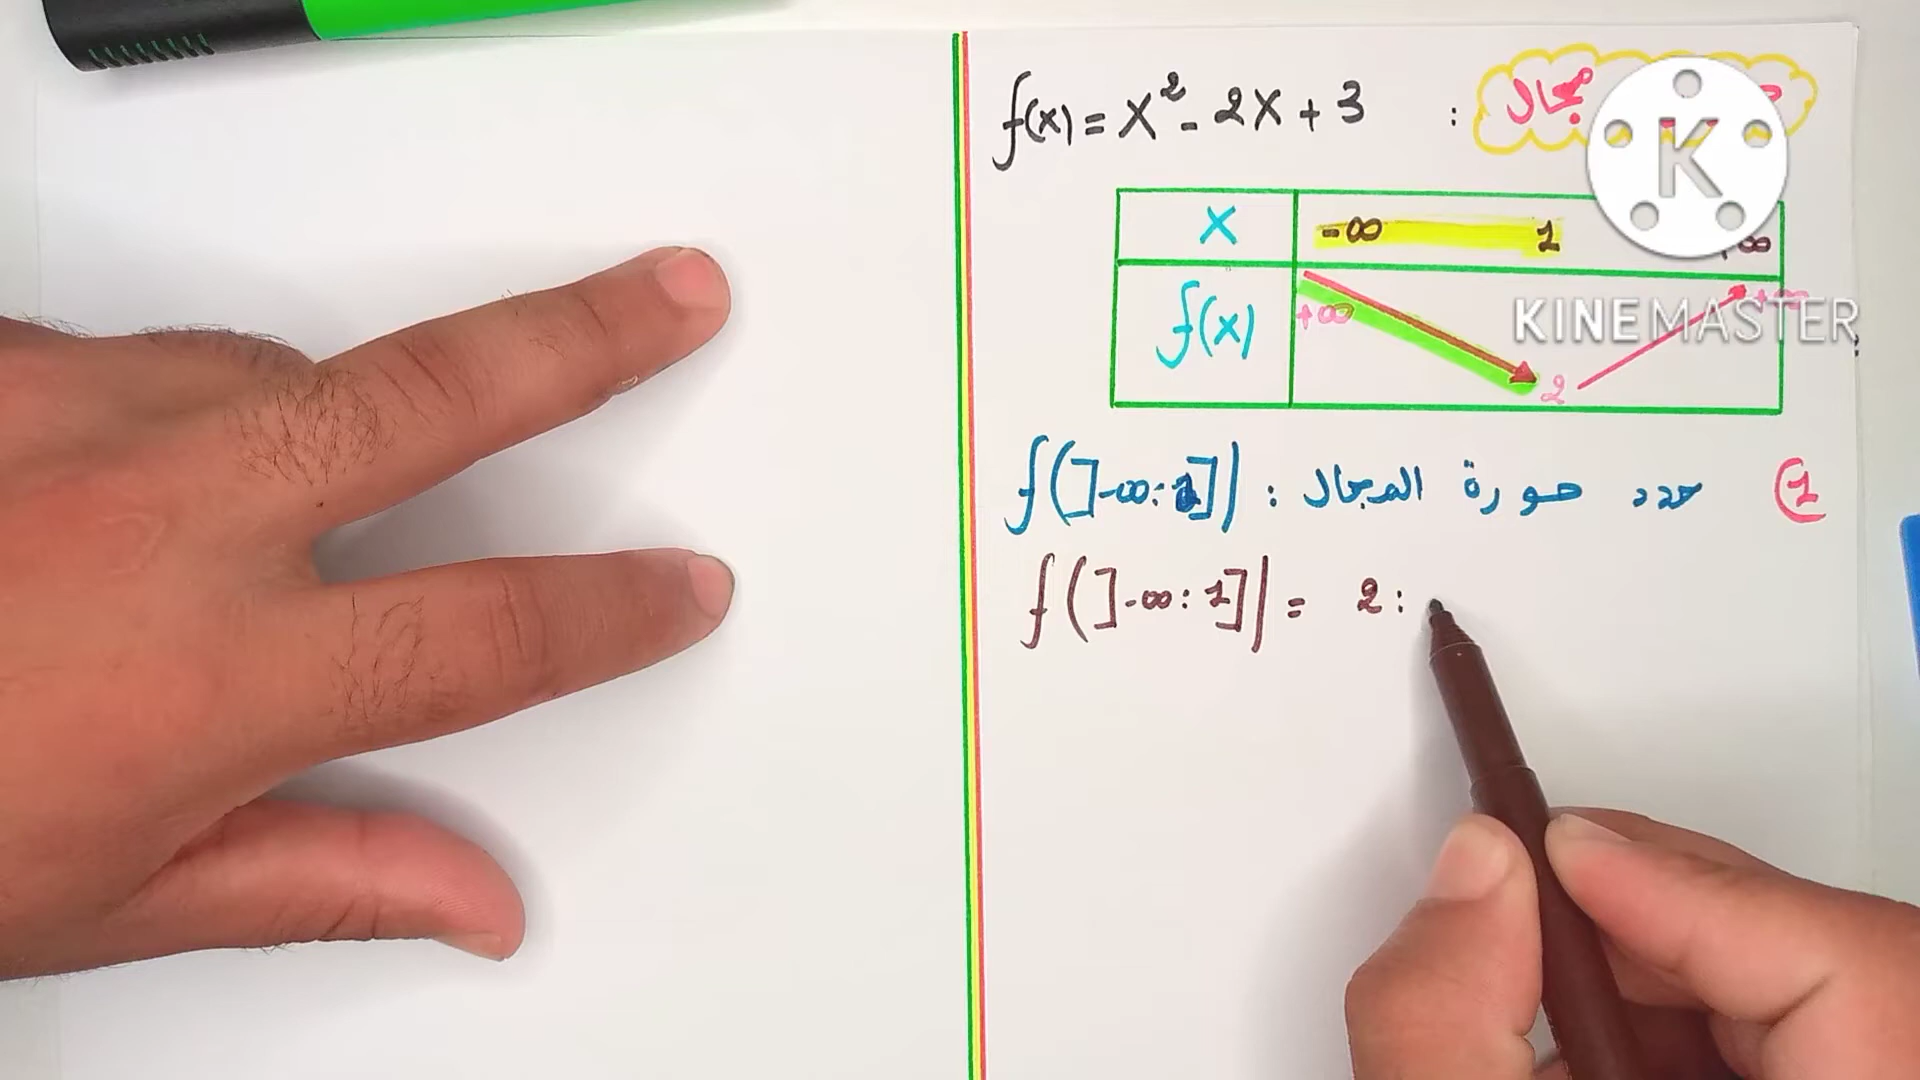 f(x) = x² - 2x + 3 : مجال
K
KINEMASTER
x -∞ 1 +∞
f(x) +∞ 2 +∞
① حدد صورة المجال : f(]-∞:1])
f(]-∞:1]) = 2: